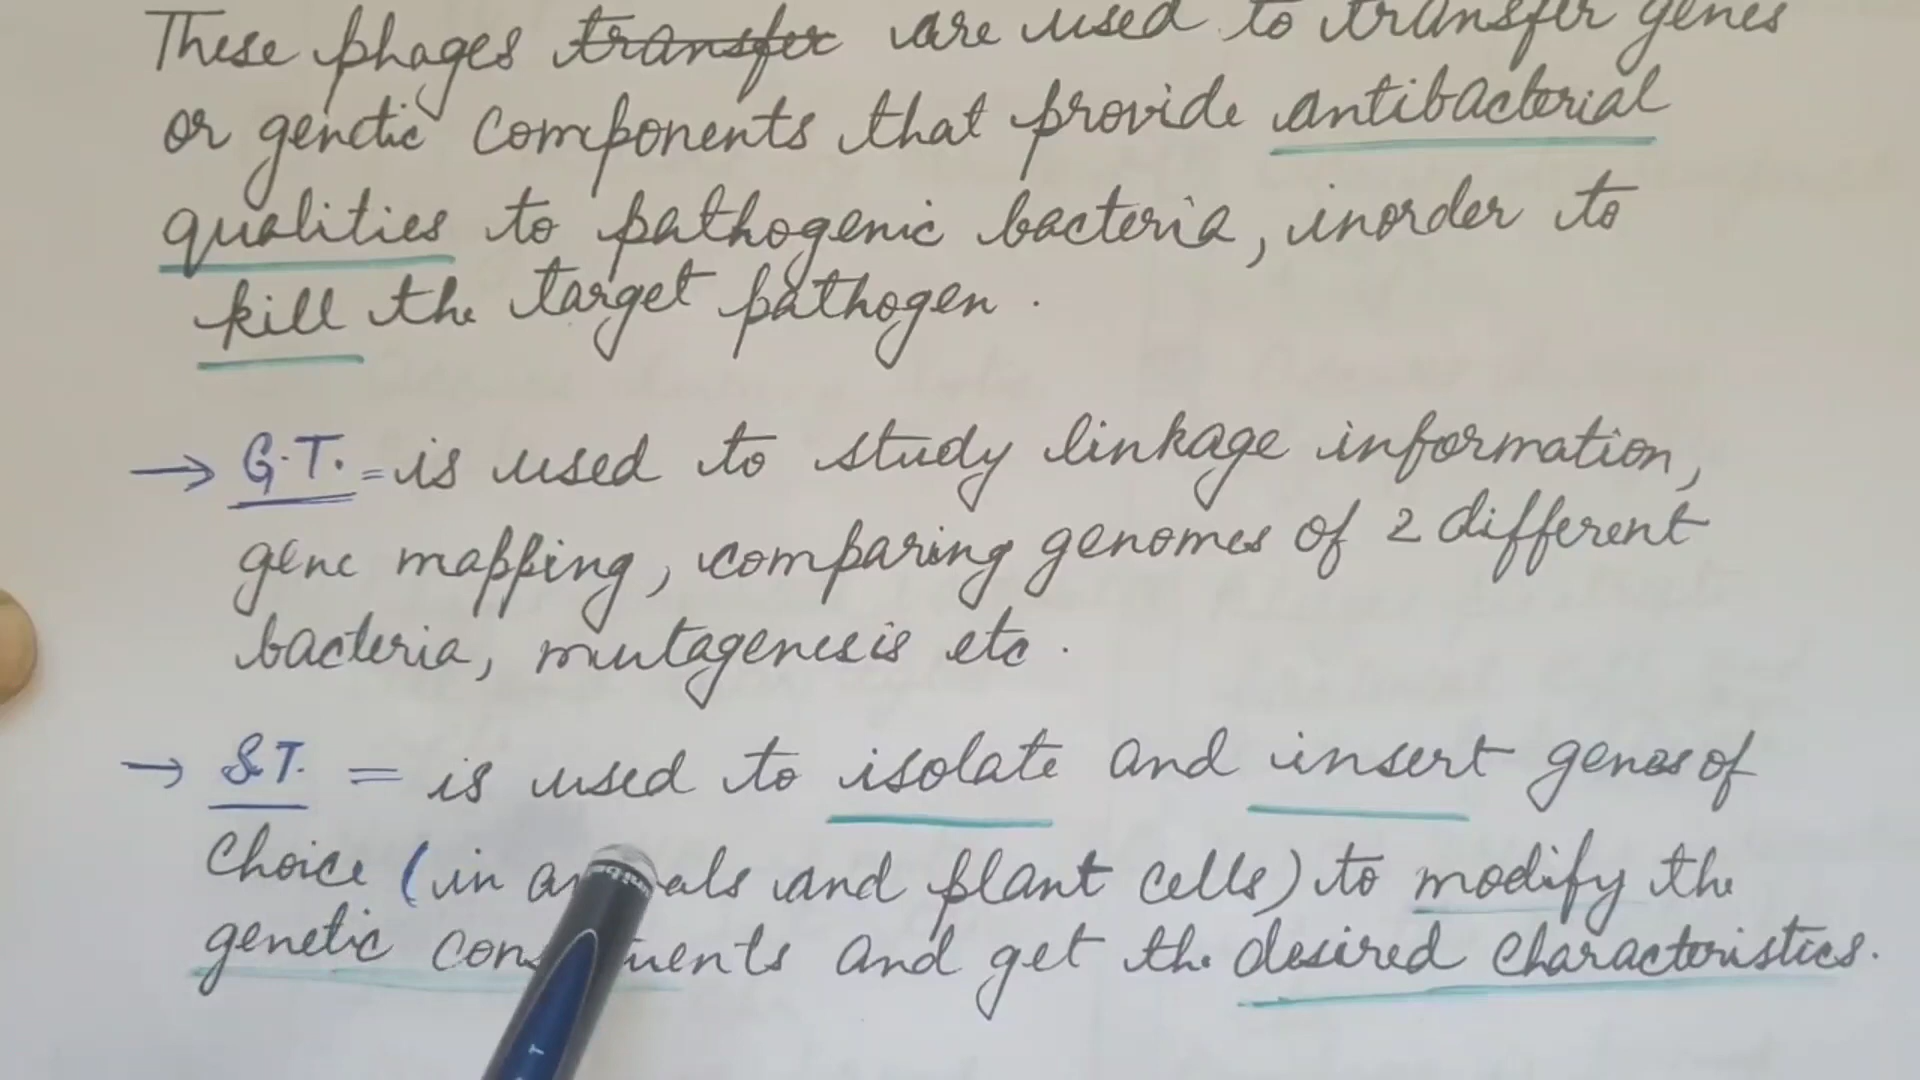 These phages transfer are used to transfer genes
or genetic components that provide antibacterial
qualities to pathogenic bacteria, inorder to
kill the target pathogen.
→ G.T. = is used to study linkage information,
gene mapping, comparing genomes of 2 different
bacteria, mutagenesis etc.
→ S.T. = is used to isolate and insert genes of
choice (in and plant cells) to modify the
genetic and get the desired characteristics.